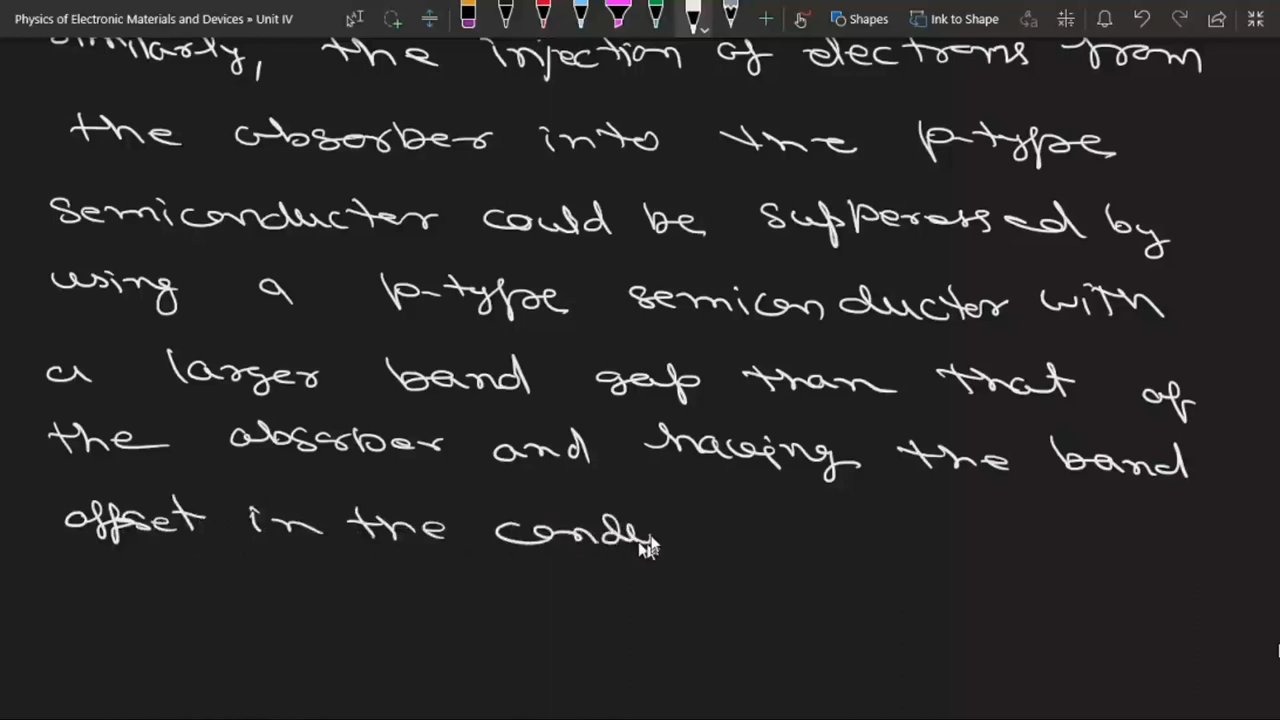 Physics of Electronic Materials and Devices » Unit IV
Shapes
Ink to Shape
Similarly, the injection of electrons from
the absorber into the p-type
semiconductor could be supperessed by
using a p-type semiconductor with
a larger band gap than that of
the absorber and having the band
offset in the condu